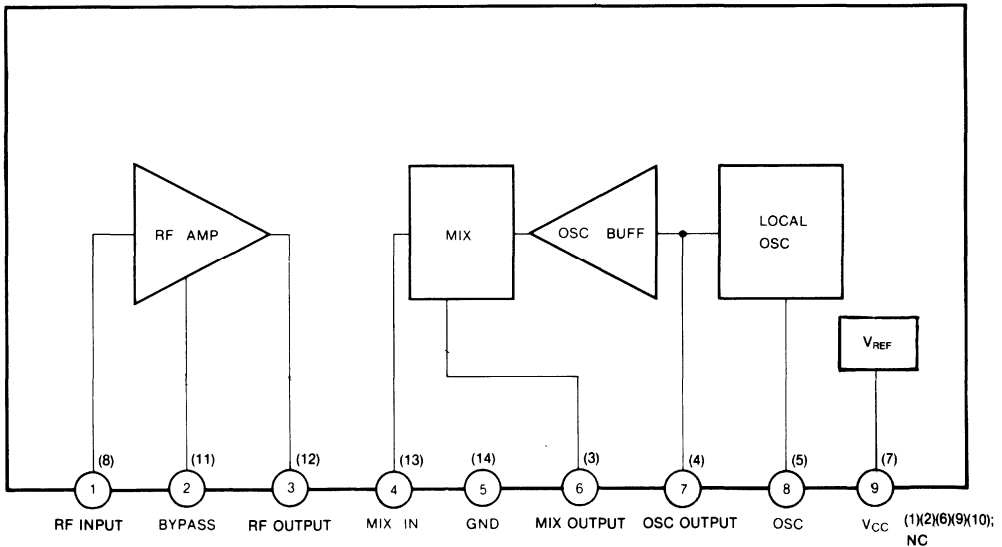 RF AMP
MIX
OSC BUFF
LOCAL
OSC
VREF
(8)
(11)
(12)
(13)
(14)
(3)
(4)
(5)
(7)
1
2
3
4
5
6
7
8
9
RF INPUT
BYPASS
RF OUTPUT
MIX IN
GND
MIX OUTPUT
OSC OUTPUT
OSC
VCC
(1)(2)(6)(9)(10);
NC